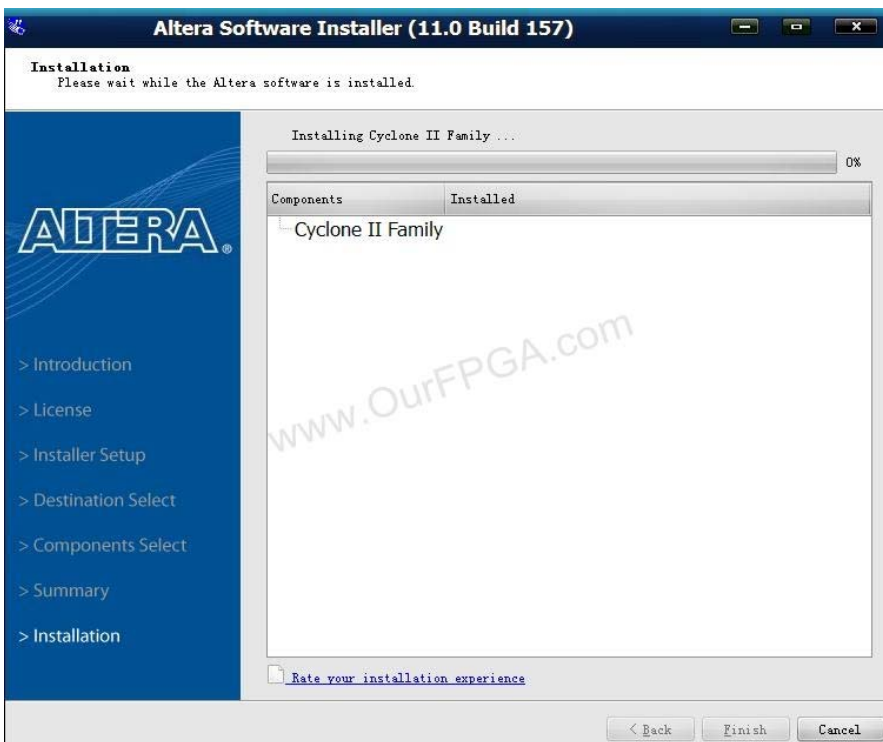 Altera Software Installer (11.0 Build 157)
Installation
Please wait while the Altera software is installed.
Installing Cyclone II Family ...
0%
Components Installed
Cyclone II Family
ALTERA®
www.OurFPGA.com
> Introduction
> License
> Installer Setup
> Destination Select
> Components Select
> Summary
> Installation
Rate your installation experience
< Back Finish Cancel